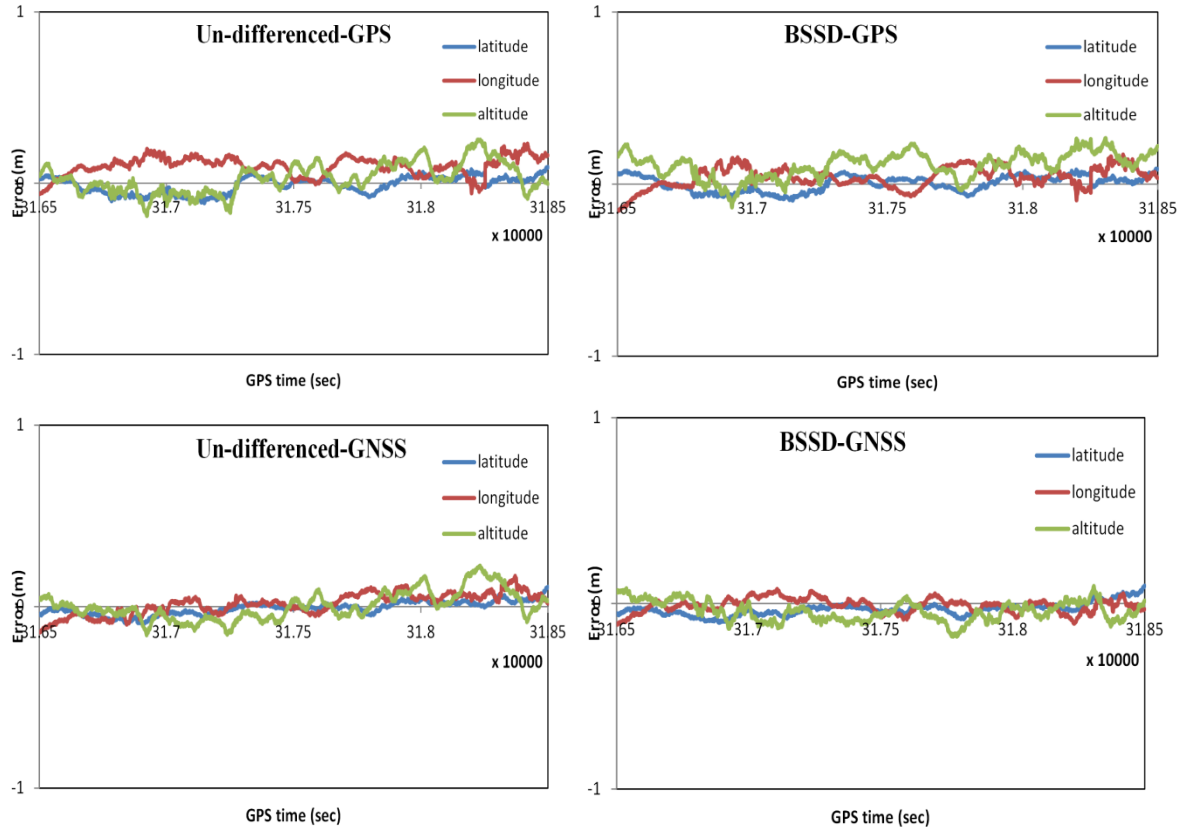 Un-differenced-GPS
1
latitude
longitude
altitude
Error (m)
0
31.65
31.7
31.75
31.8
31.85
x 10000
-1
GPS time (sec)
BSSD-GPS
1
latitude
longitude
altitude
Error (m)
0
31.65
31.7
31.75
31.8
31.85
x 10000
-1
GPS time (sec)
Un-differenced-GNSS
1
latitude
longitude
altitude
Error (m)
0
31.65
31.7
31.75
31.8
31.85
x 10000
-1
GPS time (sec)
BSSD-GNSS
1
latitude
longitude
altitude
Error (m)
0
31.65
31.7
31.75
31.8
31.85
x 10000
-1
GPS time (sec)